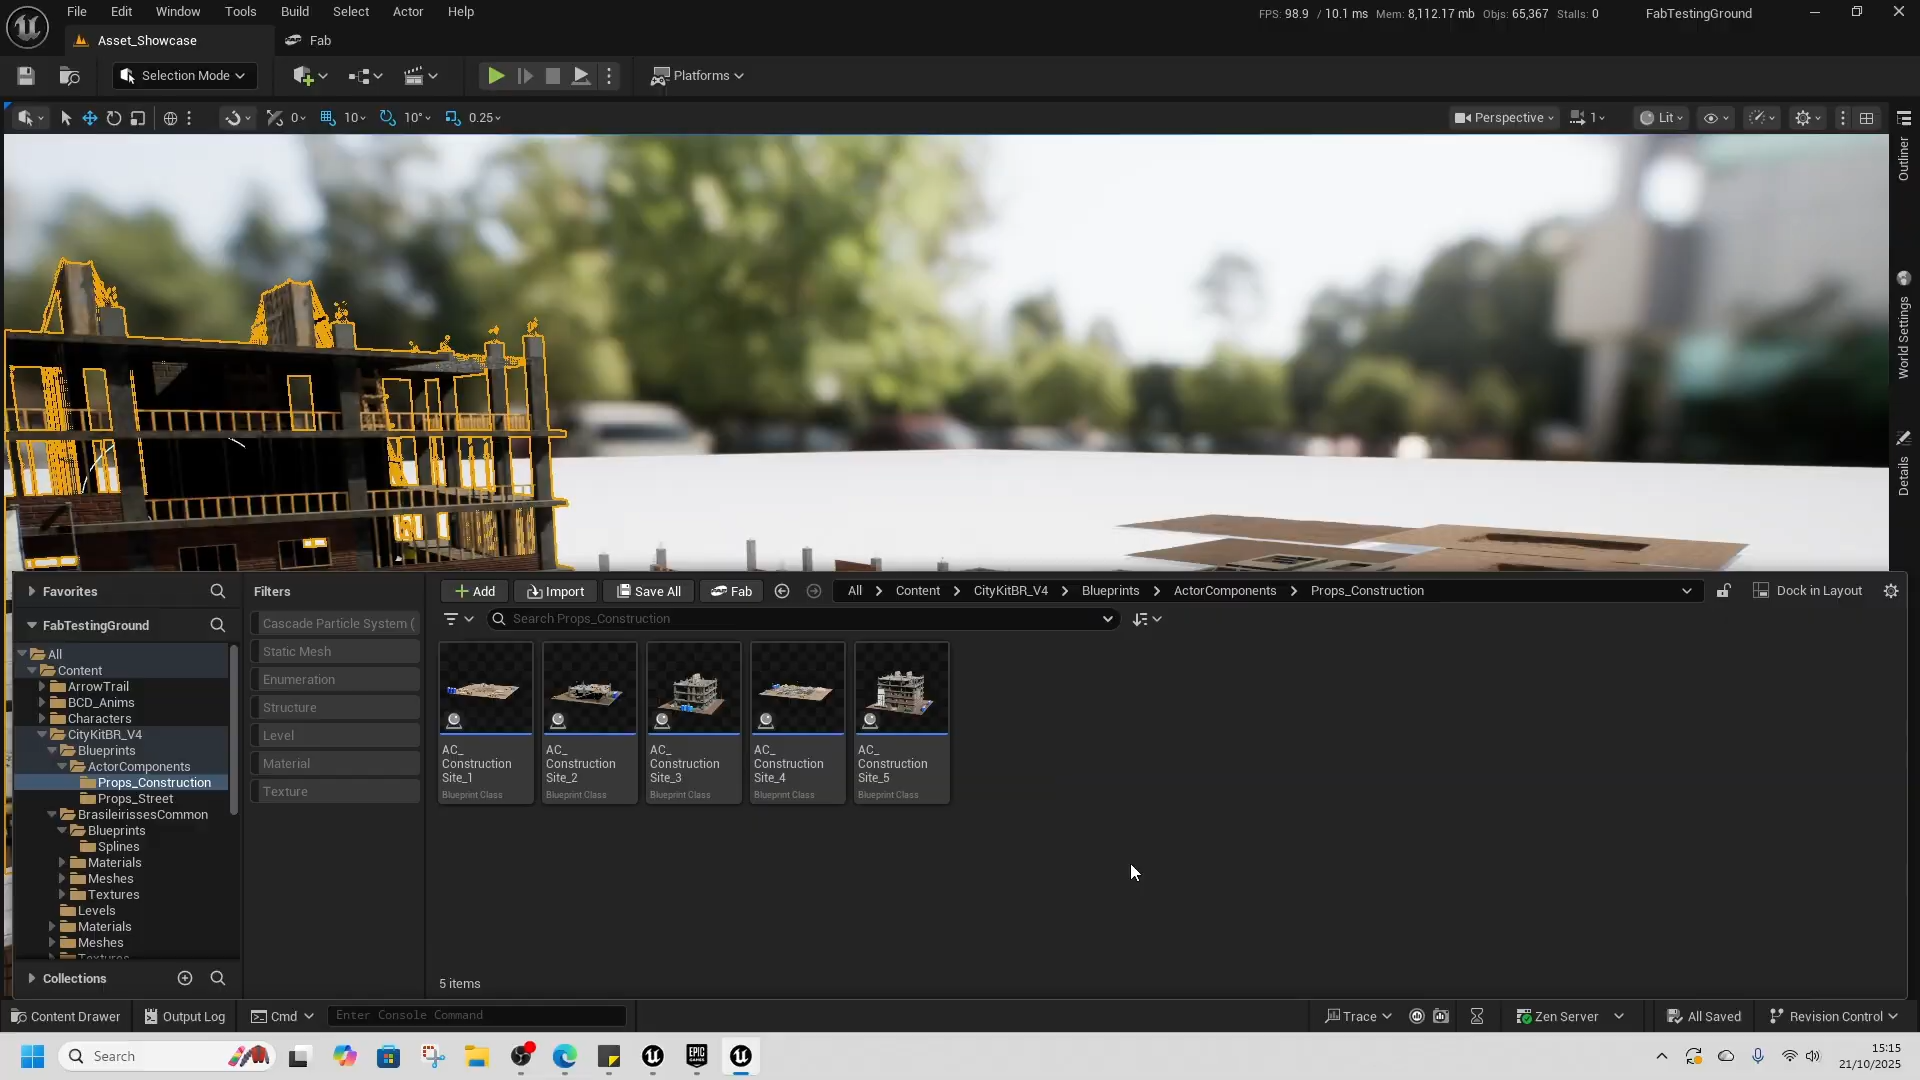 File Edit Window Tools Build Select Actor Help
FPS: 98.9 / 10.1 ms Mem: 8,112.17 mb Objs: 65,367 Stalls: 0 FabTestingGround
Asset_Showcase Fab
Selection Mode Platforms
0 10 10° 0.25 Perspective 1 Lit
Outliner
World Settings
Details
Favorites
FabTestingGround
All
Content
ArrowTrail
BCD_Anims
Characters
CityKitBR_V4
Blueprints
ActorComponents
Props_Construction
Props_Street
BrasileirissesCommon
Blueprints
Splines
Materials
Meshes
Textures
Levels
Materials
Meshes
Textures
Collections
Filters
Cascade Particle System (
Static Mesh
Enumeration
Structure
Level
Material
Texture
Add Import Save All Fab All Content CityKitBR_V4 Blueprints ActorComponents Props_Construction Dock in Layout
Search Props_Construction
AC_
Construction
Site_1
Blueprint Class
AC_
Construction
Site_2
Blueprint Class
AC_
Construction
Site_3
Blueprint Class
AC_
Construction
Site_4
Blueprint Class
AC_
Construction
Site_5
Blueprint Class
5 items
Content Drawer Output Log Cmd Enter Console Command Trace Zen Server All Saved Revision Control
Search
EPIC
GAMES
15:15
21/10/2025